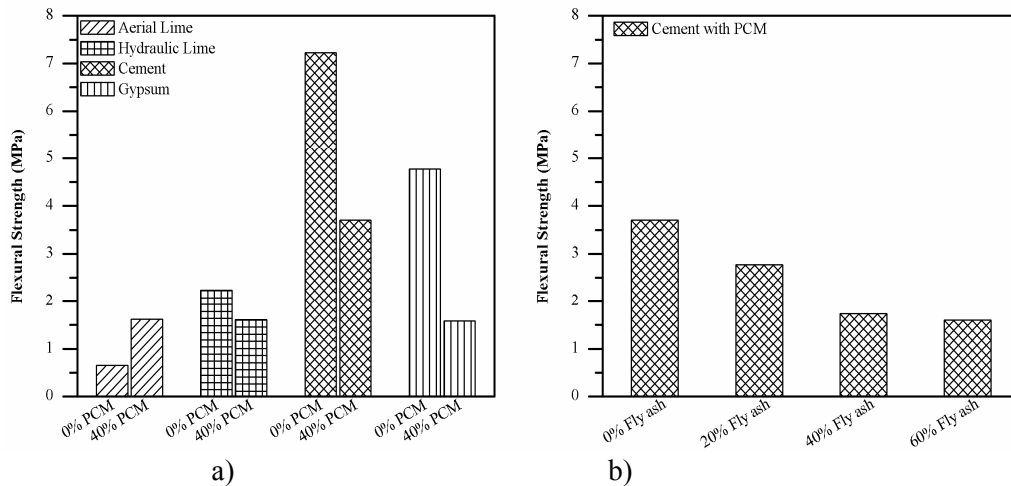 Flexural Strength (MPa)
8
7
6
5
4
3
2
1
0
Aerial Lime
Hydraulic Lime
Cement
Gypsum
0% PCM
40% PCM
0% PCM
40% PCM
0% PCM
40% PCM
0% PCM
40% PCM
a)
Flexural Strength (MPa)
8
7
6
5
4
3
2
1
0
Cement with PCM
0% Fly ash
20% Fly ash
40% Fly ash
60% Fly ash
b)